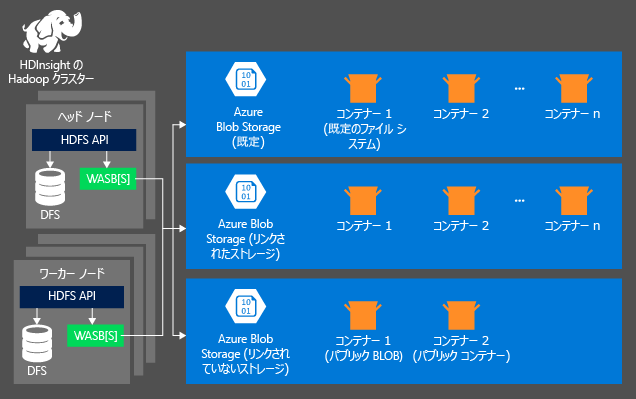 HDInsight の
Hadoop クラスター
ヘッド ノード
HDFS API
WASB[S]
DFS
ワーカー ノード
HDFS API
WASB[S]
DFS
10
01
Azure
Blob Storage
(既定)
コンテナー 1
(既定のファイル シ
ステム)
コンテナー 2
...
コンテナー n
10
01
Azure Blob
Storage (リンクさ
れたストレージ)
コンテナー 1
コンテナー 2
...
コンテナー n
10
01
Azure Blob
Storage (リンクされ
ていないストレージ)
コンテナー 1
(パブリック BLOB)
コンテナー 2
(パブリック コンテナー)